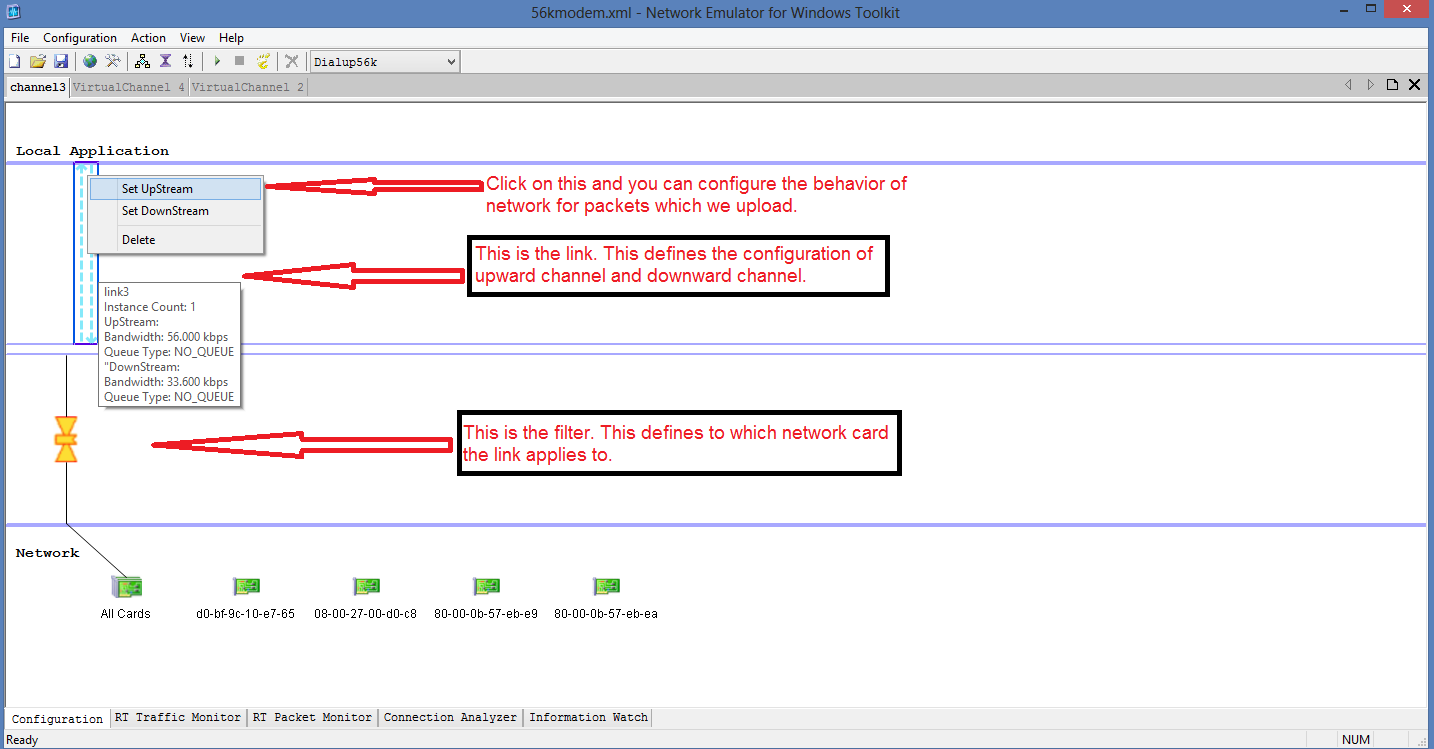 56kmodem.xml - Network Emulator for Windows Toolkit
File Configuration Action View Help
Dialup56k
channel3 VirtualChannel 4 VirtualChannel 2
Local Application
Set UpStream
Set DownStream
Delete
Click on this and you can configure the behavior of
network for packets which we upload.
This is the link. This defines the configuration of
upward channel and downward channel.
link3
Instance Count: 1
UpStream:
Bandwidth: 56.000 kbps
Queue Type: NO_QUEUE
"DownStream:
Bandwidth: 33.600 kbps
Queue Type: NO_QUEUE
This is the filter. This defines to which network card
the link applies to.
Network
All Cards d0-bf-9c-10-e7-65 08-00-27-00-d0-c8 80-00-0b-57-eb-e9 80-00-0b-57-eb-ea
Configuration RT Traffic Monitor RT Packet Monitor Connection Analyzer Information Watch
Ready NUM